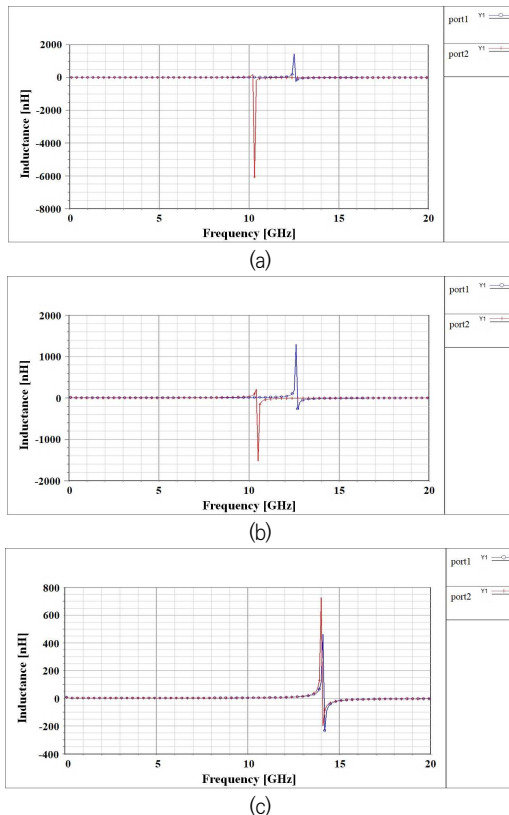 port1 Y1
port2 Y1
2000
0
-2000
-4000
-6000
-8000
Inductance [nH]
0 5 10 15 20
Frequency [GHz]
(a)
port1 Y1
port2 Y1
2000
1000
0
-1000
-2000
Inductance [nH]
0 5 10 15 20
Frequency [GHz]
(b)
port1 Y1
port2 Y1
800
600
400
200
0
-200
-400
Inductance [nH]
0 5 10 15 20
Frequency [GHz]
(c)